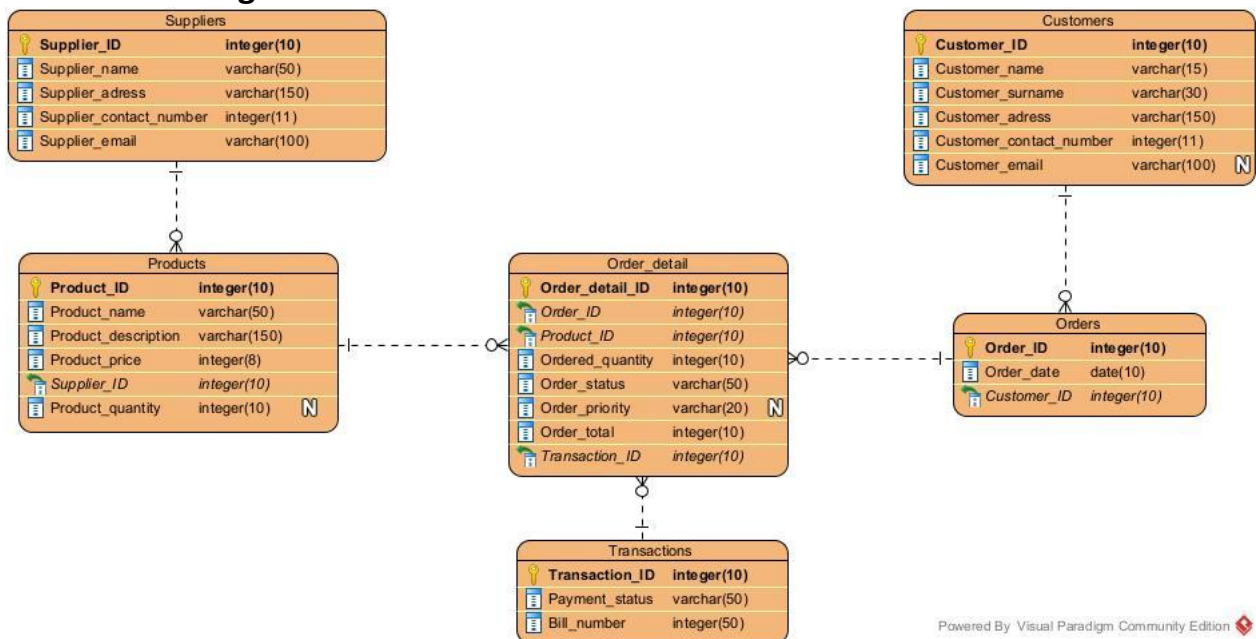 Suppliers
Supplier_ID integer(10)
Supplier_name varchar(50)
Supplier_adress varchar(150)
Supplier_contact_number integer(11)
Supplier_email varchar(100)
Customers
Customer_ID integer(10)
Customer_name varchar(15)
Customer_surname varchar(30)
Customer_adress varchar(150)
Customer_contact_number integer(11)
Customer_email varchar(100) N
Products
Product_ID integer(10)
Product_name varchar(50)
Product_description varchar(150)
Product_price integer(8)
Supplier_ID integer(10)
Product_quantity integer(10) N
Order_detail
Order_detail_ID integer(10)
Order_ID integer(10)
Product_ID integer(10)
Ordered_quantity integer(10)
Order_status varchar(50)
Order_priority varchar(20) N
Order_total integer(10)
Transaction_ID integer(10)
Orders
Order_ID integer(10)
Order_date date(10)
Customer_ID integer(10)
Transactions
Transaction_ID integer(10)
Payment_status varchar(50)
Bill_number integer(50)
Powered By Visual Paradigm Community Edition